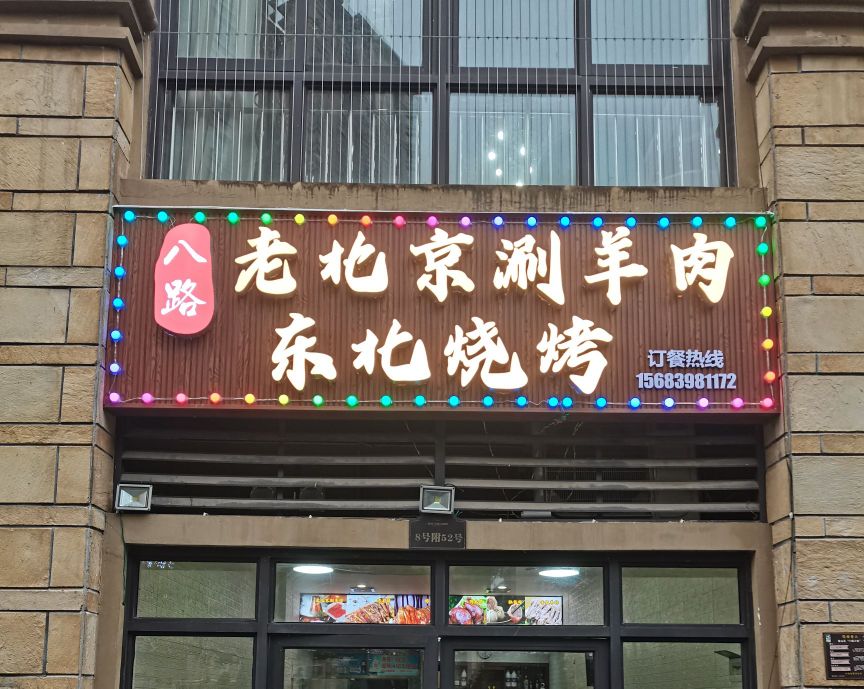 八路
老北京涮羊肉
东北烧烤
订餐热线
15683981172
8号附52号